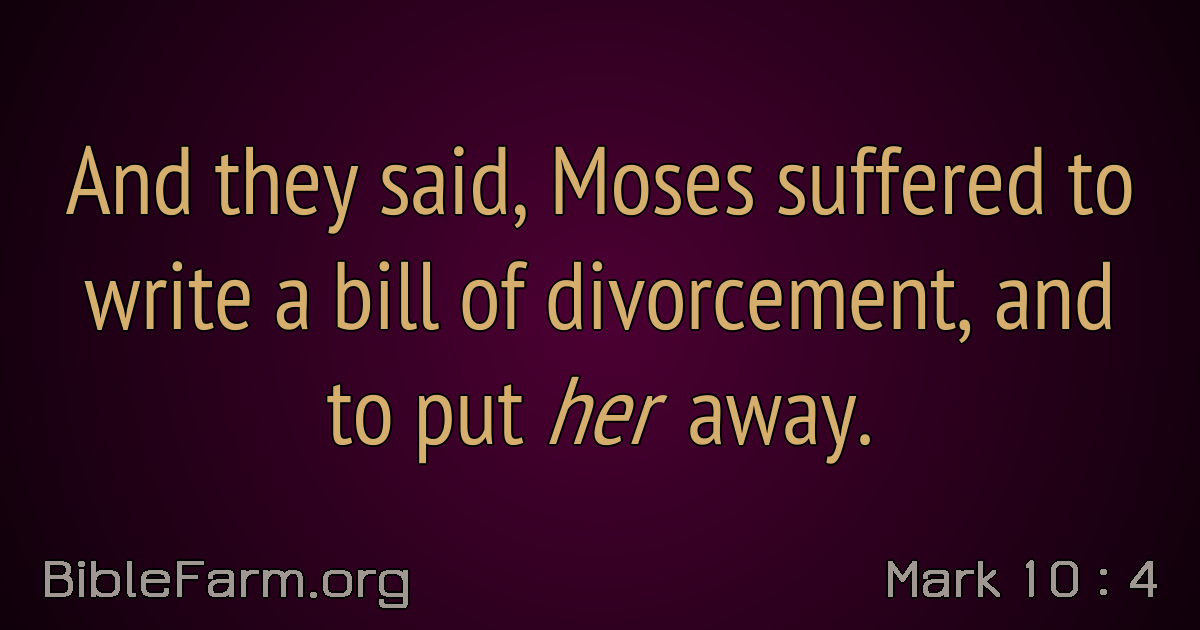 And they said, Moses suffered to
write a bill of divorcement, and
to put her away.
BibleFarm.org
Mark 10 : 4